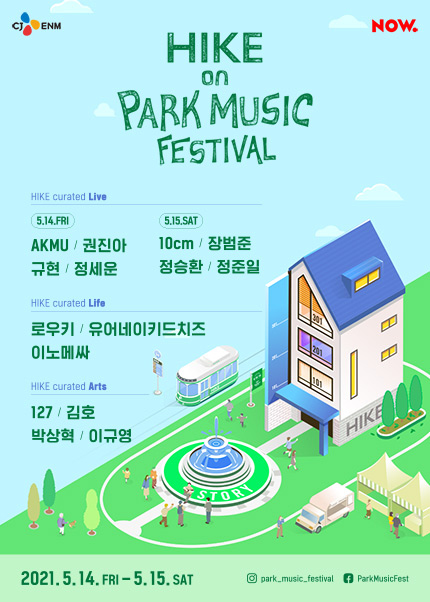 CJ ENM
NOW.
HIKE
on
PARK MUSIC
FESTIVAL
HIKE curated Live
5.14.FRI
AKMU / 권진아
규현 / 정세운
5.15.SAT
10cm / 장범준
정승환 / 정준일
HIKE curated Life
로우키 / 유어네이키드치즈
이노메싸
HIKE curated Arts
127 / 김호
박상혁 / 이규영
301
201
101
HIKE
STORY
2021. 5. 14. FRI – 5. 15. SAT
park_music_festival
ParkMusicFest